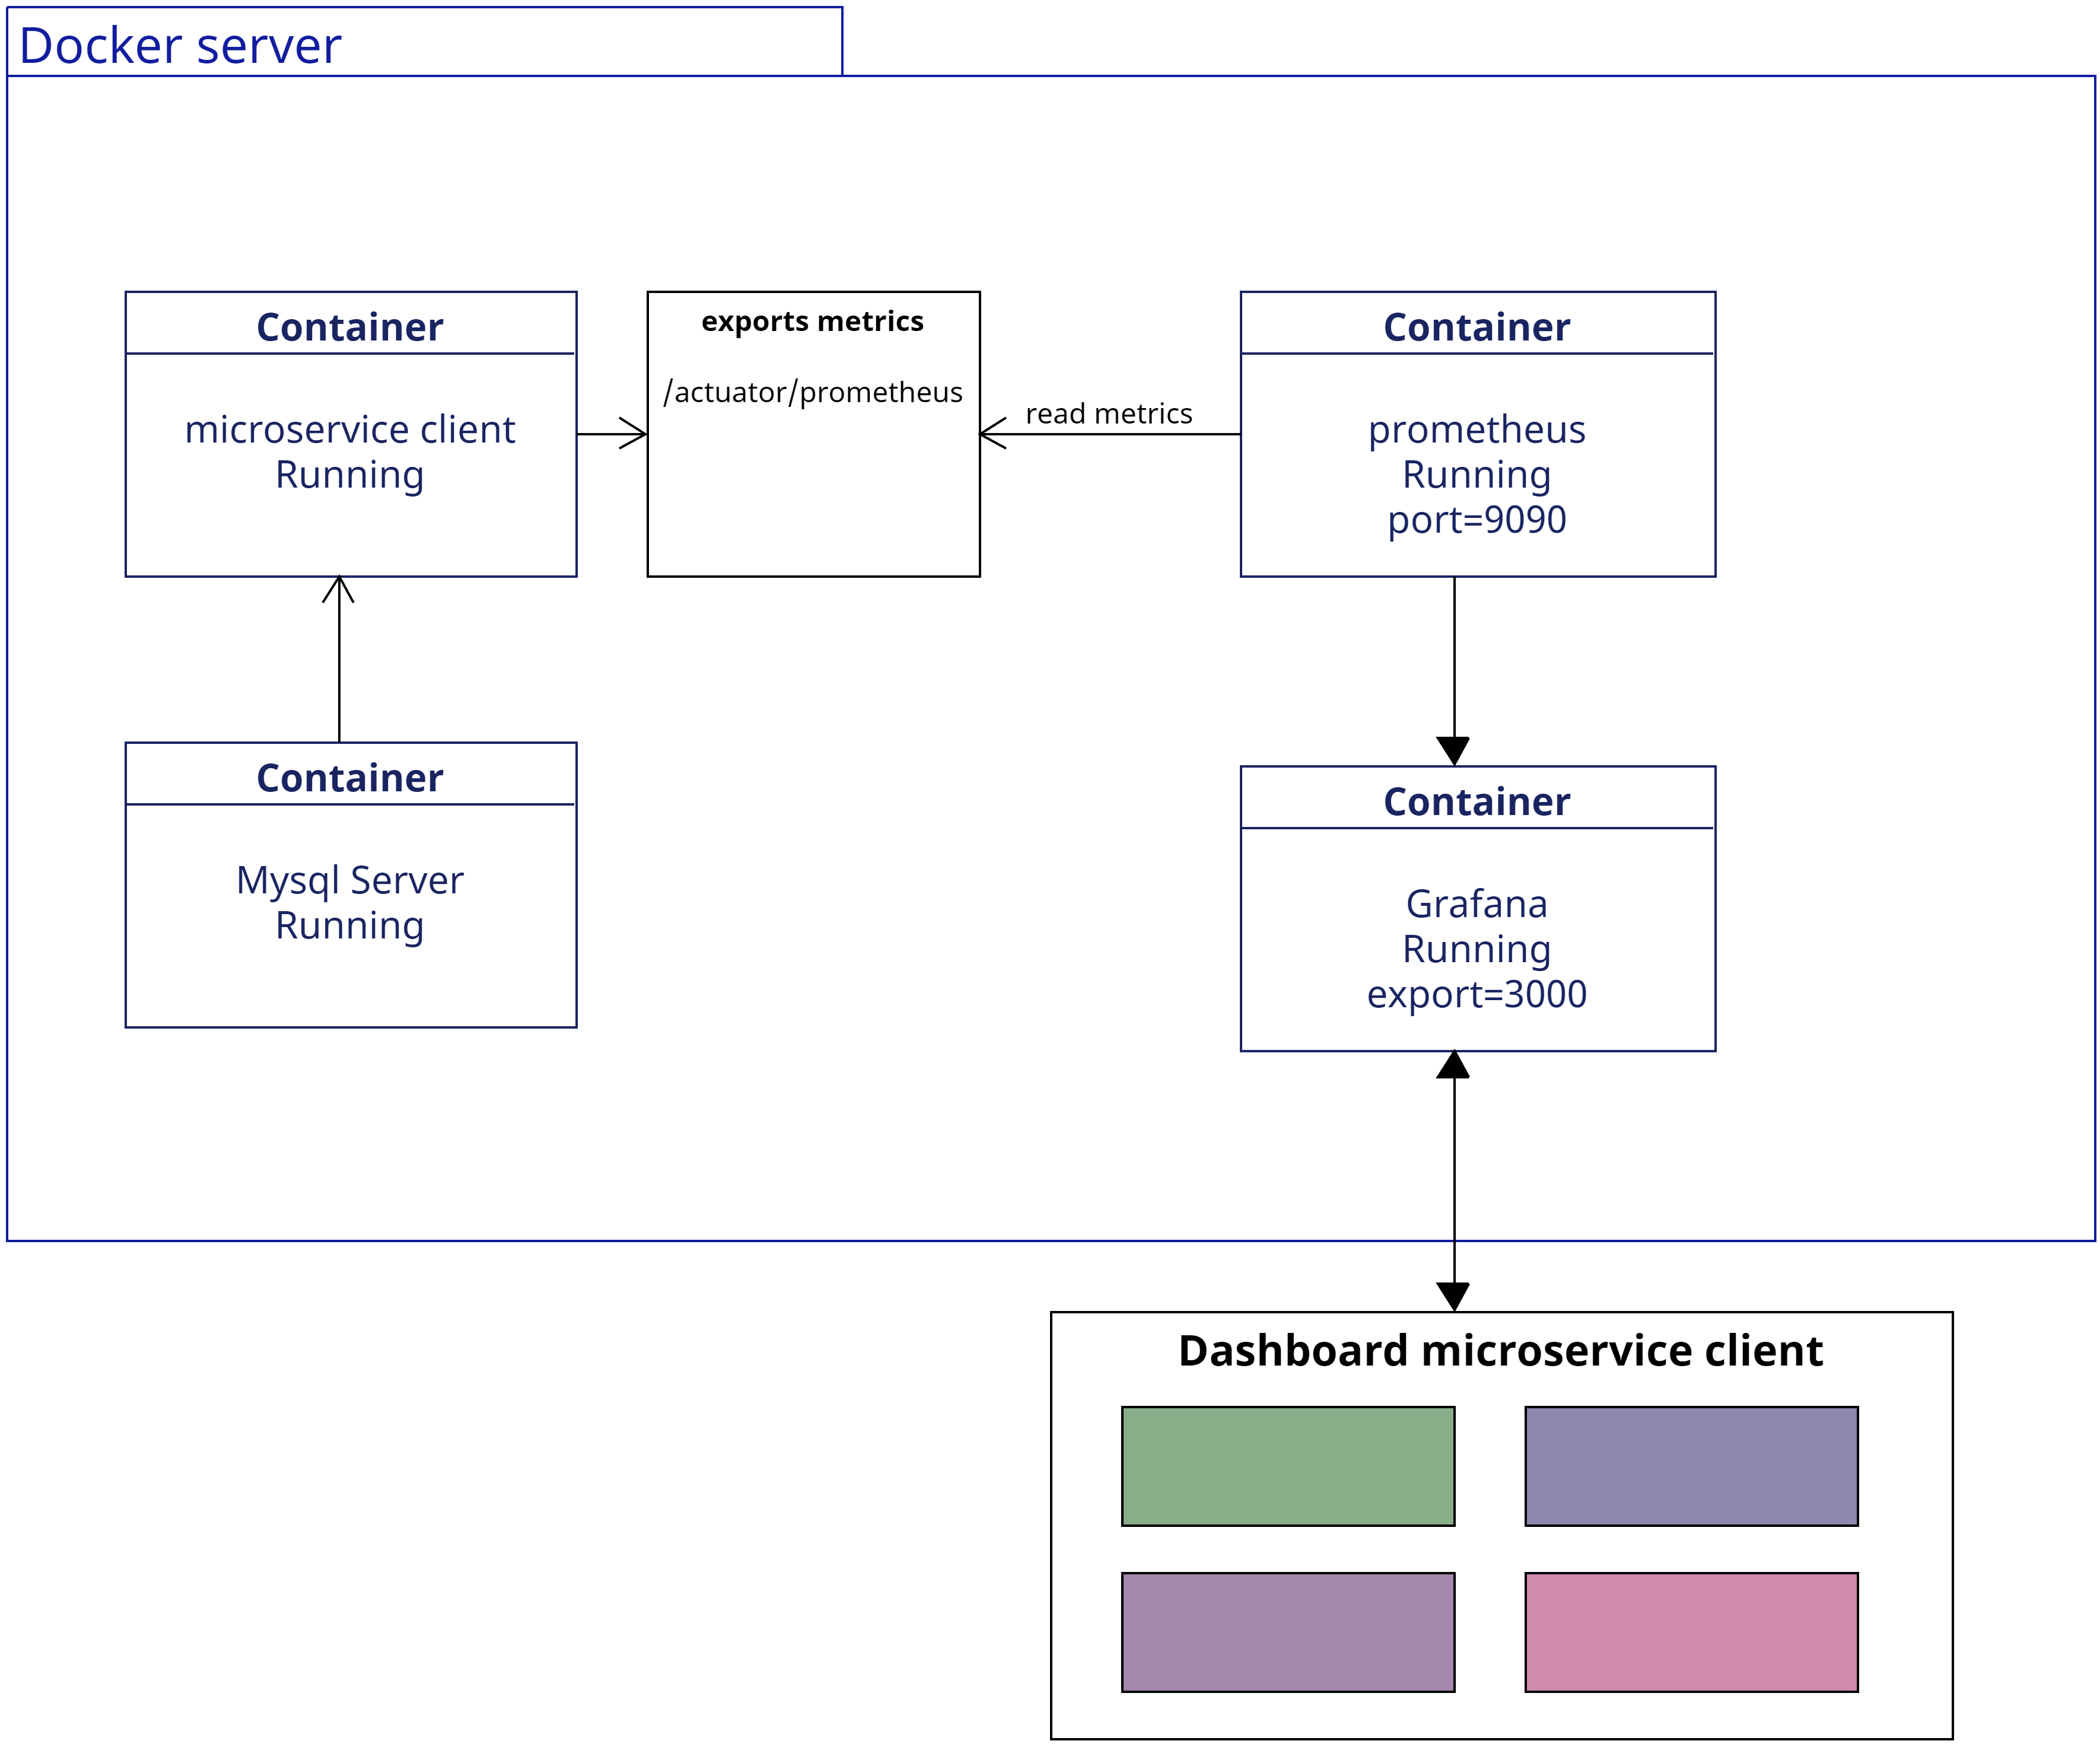 Docker server
Container
microservice client
Running
exports metrics
/actuator/prometheus
read metrics
Container
prometheus
Running
port=9090
Container
Mysql Server
Running
Container
Grafana
Running
export=3000
Dashboard microservice client